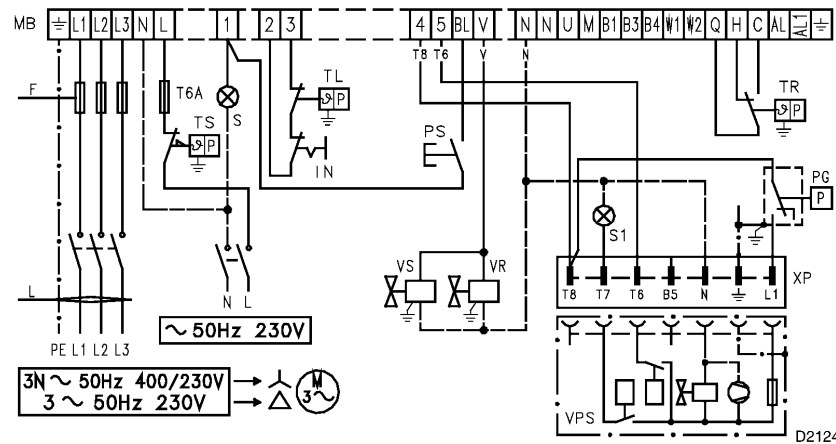 MB ⏚ L1 L2 L3 N L 1 2 3 4 5 BL V N N U M B1 B3 B4 W1 W2 Q H C AL AL1 ⏚
T8 T6 V N
F T6A S TL
ϑ P
TS
ϑ P
IN
PS
TR
ϑ P
PG
P
S1
XP
VS VR
T8 T7 T6 B5 N ⏚ L1
L
N L
PE L1 L2 L3
∼ 50Hz 230V
3N ∼ 50Hz 400/230V
3 ∼ 50Hz 230V
M
3∼
VPS
D2124